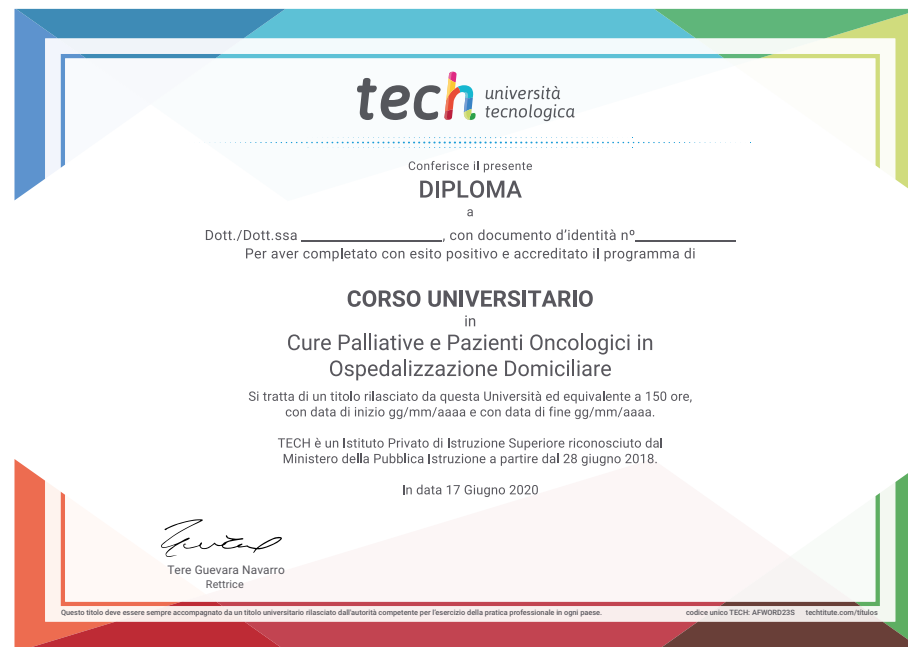 tech università
tecnologica
Conferisce il presente
DIPLOMA
a
Dott./Dott.ssa ________________, con documento d'identità nº____________
Per aver completato con esito positivo e accreditato il programma di
CORSO UNIVERSITARIO
in
Cure Palliative e Pazienti Oncologici in
Ospedalizzazione Domiciliare
Si tratta di un titolo rilasciato da questa Università ed equivalente a 150 ore,
con data di inizio gg/mm/aaaa e con data di fine gg/mm/aaaa.
TECH è un Istituto Privato di Istruzione Superiore riconosciuto dal
Ministero della Pubblica Istruzione a partire dal 28 giugno 2018.
In data 17 Giugno 2020
Tere Guevara Navarro
Rettrice
Questo titolo deve essere sempre accompagnato da un titolo universitario rilasciato dall'autorità competente per l'esercizio della pratica professionale in ogni paese. codice unico TECH: AFWORD23S techtitute.com/titulos